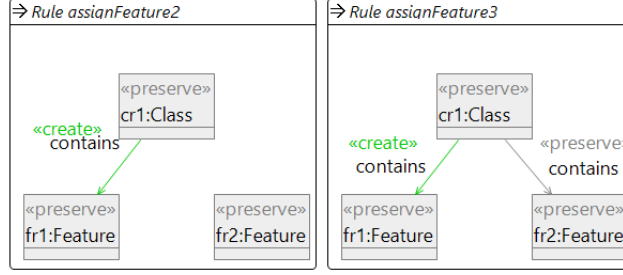 ⇒ Rule assignFeature2
«preserve»
cr1:Class
«create»
contains
«preserve»
fr1:Feature
«preserve»
fr2:Feature
⇒ Rule assignFeature3
«preserve»
cr1:Class
«create»
contains
«preserve»
contains
«preserve»
fr1:Feature
«preserve»
fr2:Feature